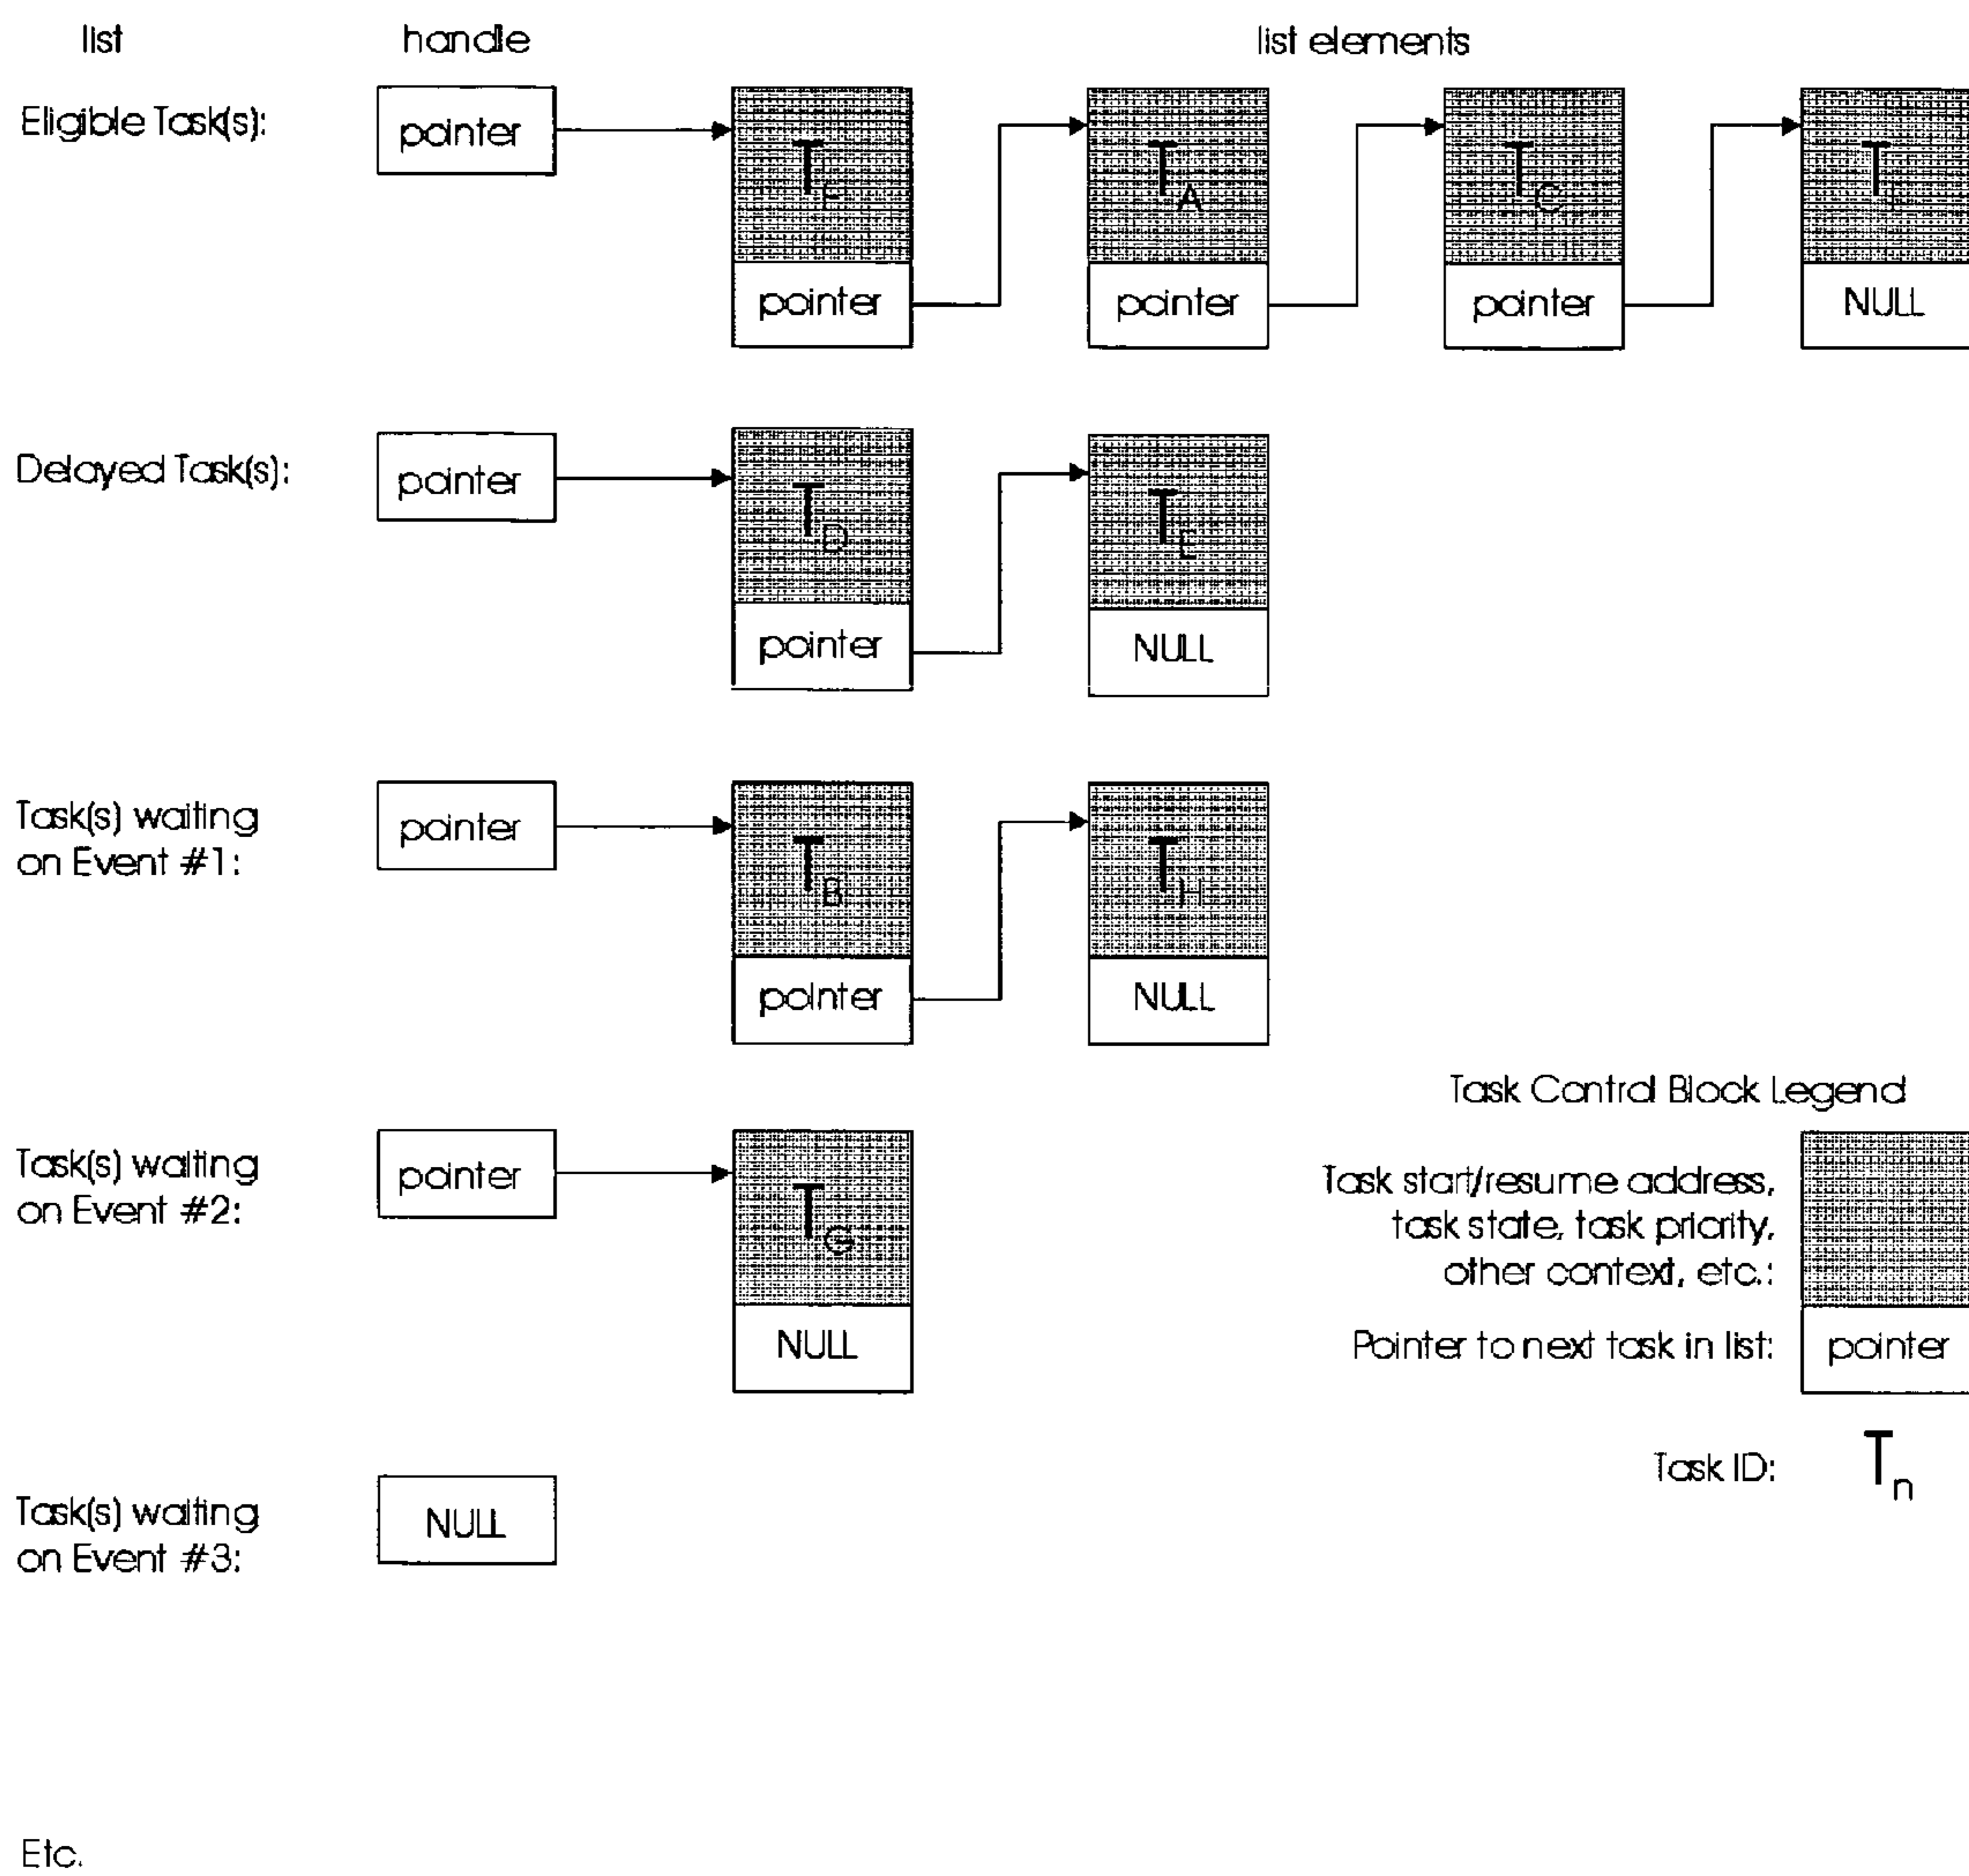 list handle list elements
Eligible Task(s):
pointer
T F
T A
T C
T
pointer pointer pointer NULL
Delayed Task(s):
pointer
T D
T E
pointer NULL
Task(s) waiting
on Event #1:
pointer
T B
T H
pointer NULL
Task(s) waiting
on Event #2:
pointer
T G
NULL
Task(s) waiting
on Event #3:
NULL
Etc.
Task Control Block Legend
Task start/resume address,
task state, task priority,
other context, etc.:
Pointer to next task in list: pointer
Task ID: T n